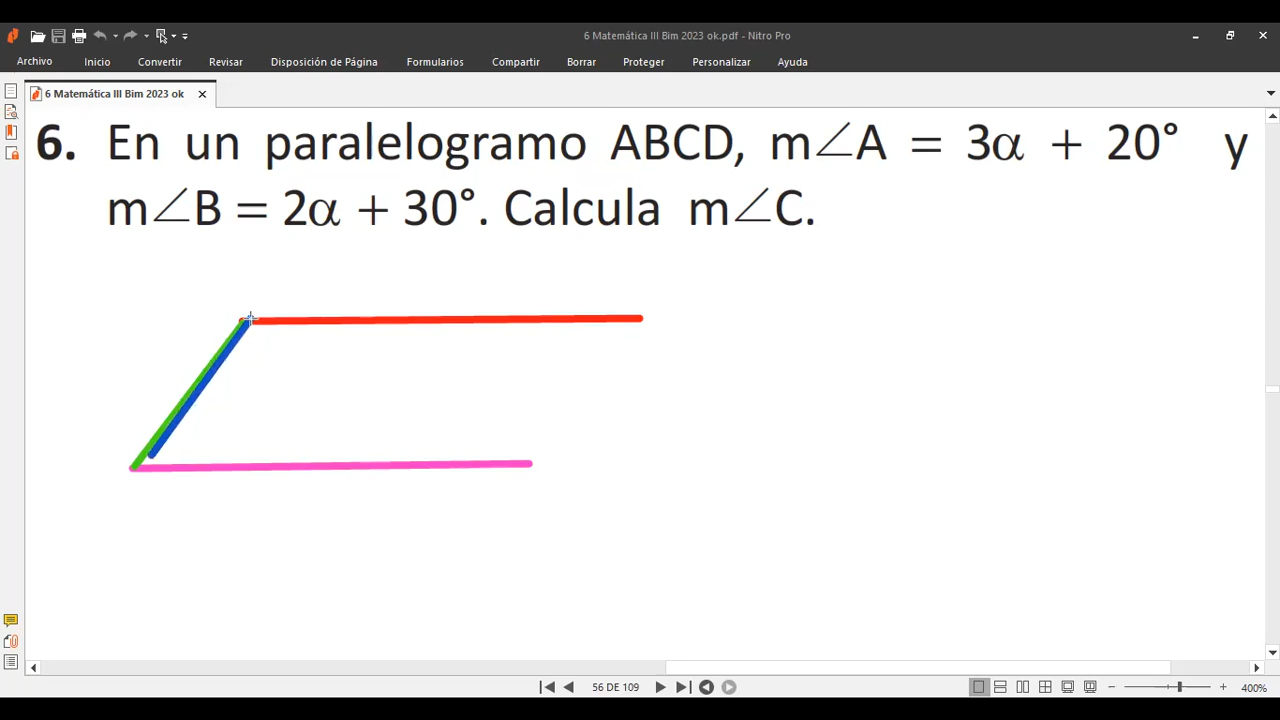 6 Matemática III Bim 2023 ok.pdf - Nitro Pro
Archivo Inicio Convertir Revisar Disposición de Página Formularios Compartir Borrar Proteger Personalizar Ayuda
6 Matemática III Bim 2023 ok
6. En un paralelogramo ABCD, m∠A = 3α + 20° y
m∠B = 2α + 30°. Calcula m∠C.
56 DE 109
400%